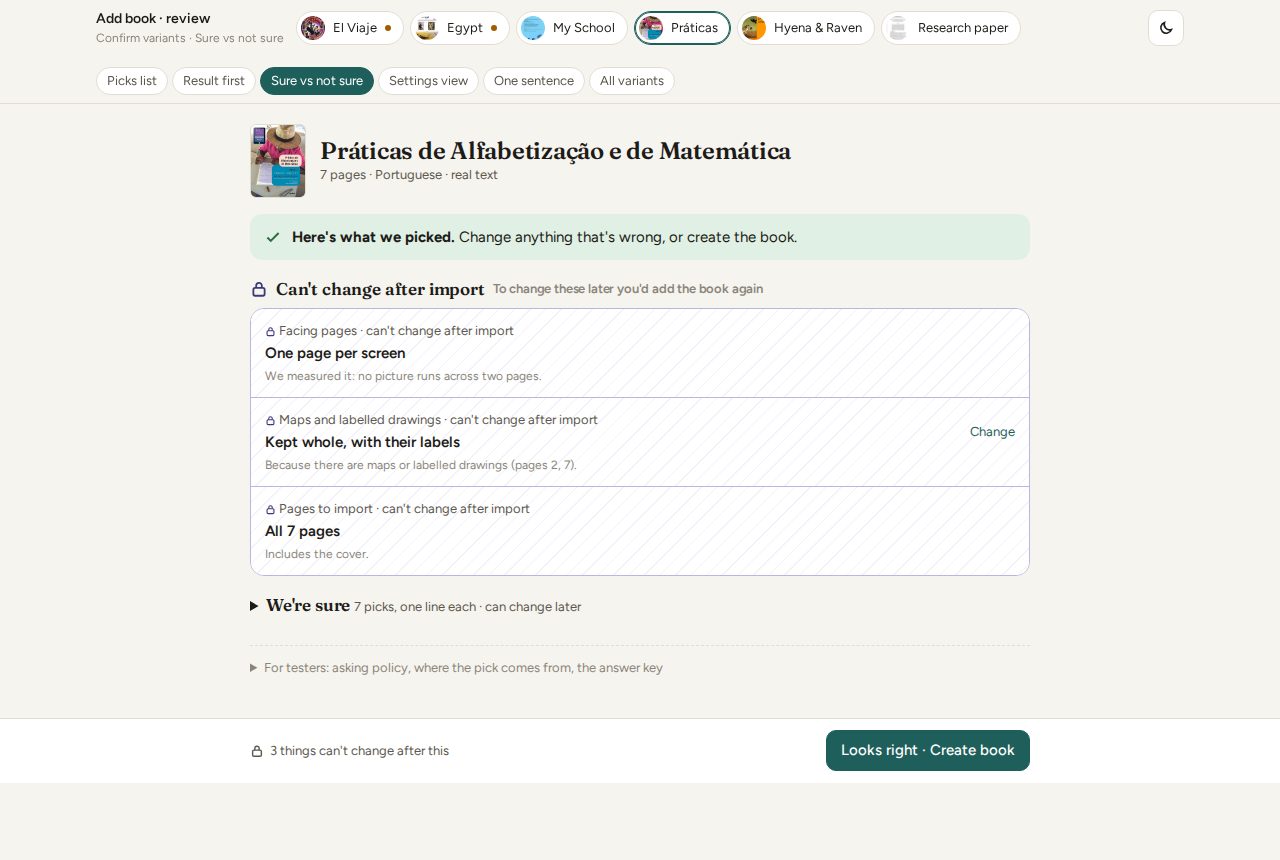 Add book · review
Confirm variants · Sure vs not sure
El Viaje
Egypt
My School
Práticas
Hyena & Raven
Research paper
Picks list
Result first
Sure vs not sure
Settings view
One sentence
All variants
Práticas de Alfabetização e de Matemática
7 pages · Portuguese · real text
Here's what we picked. Change anything that's wrong, or create the book.
Can't change after import To change these later you'd add the book again
Facing pages · can't change after import
One page per screen
We measured it: no picture runs across two pages.
Maps and labelled drawings · can't change after import
Kept whole, with their labels
Change
Because there are maps or labelled drawings (pages 2, 7).
Pages to import · can't change after import
All 7 pages
Includes the cover.
We're sure 7 picks, one line each · can change later
For testers: asking policy, where the pick comes from, the answer key
3 things can't change after this
Looks right · Create book